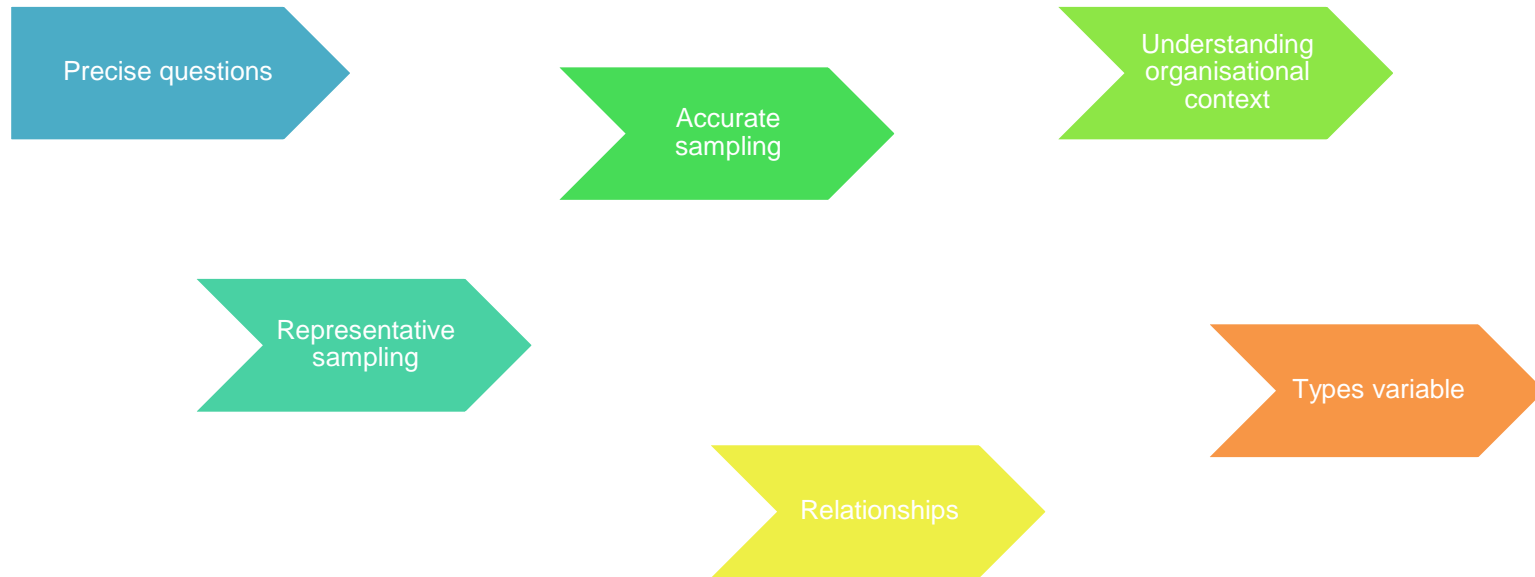 Precise questions
Understanding
organisational
context
Accurate
sampling
Representative
sampling
Types variable
Relationships